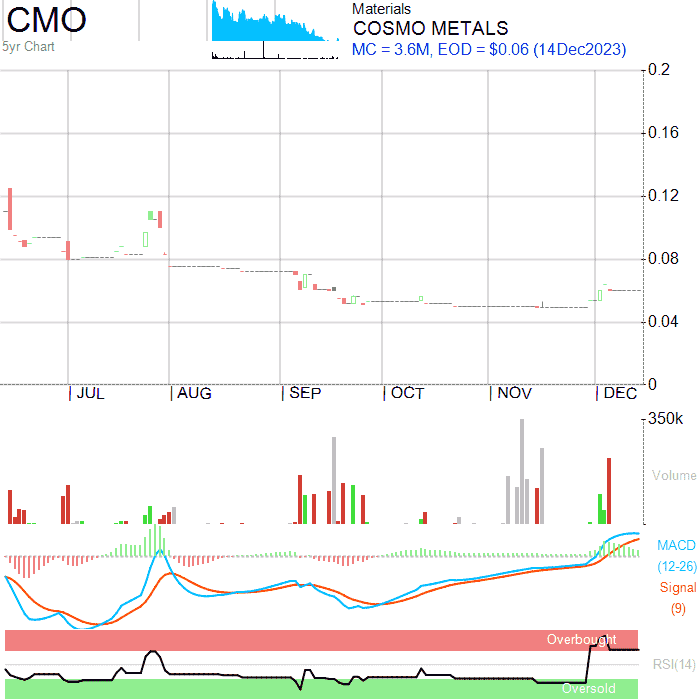 CMO
5yr Chart
Materials
COSMO METALS
MC = 3.6M, EOD = $0.06 (14Dec2023)
0.2
0.16
0.12
0.08
0.04
0
JUL AUG SEP OCT NOV DEC
350k
Volume
MACD
(12-26)
Signal
(9)
Overbought
RSI(14)
Oversold